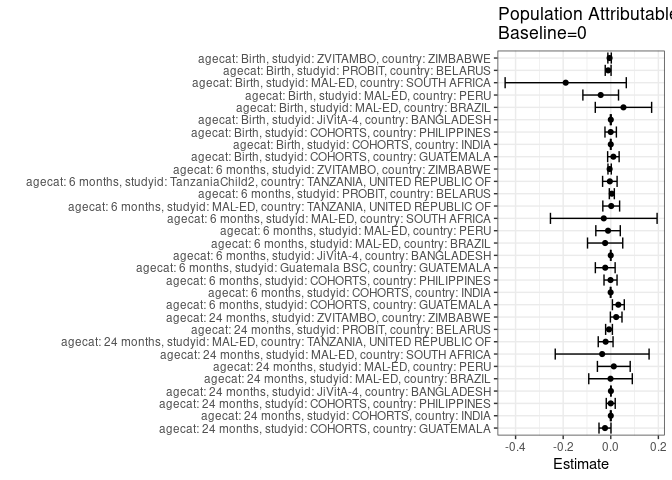 Population Attributable
Baseline=0
agecat: Birth, studyid: ZVITAMBO, country: ZIMBABWE
agecat: Birth, studyid: PROBIT, country: BELARUS
agecat: Birth, studyid: MAL-ED, country: SOUTH AFRICA
agecat: Birth, studyid: MAL-ED, country: PERU
agecat: Birth, studyid: MAL-ED, country: BRAZIL
agecat: Birth, studyid: JiVitA-4, country: BANGLADESH
agecat: Birth, studyid: COHORTS, country: PHILIPPINES
agecat: Birth, studyid: COHORTS, country: INDIA
agecat: Birth, studyid: COHORTS, country: GUATEMALA
agecat: 6 months, studyid: ZVITAMBO, country: ZIMBABWE
agecat: 6 months, studyid: TanzaniaChild2, country: TANZANIA, UNITED REPUBLIC OF
agecat: 6 months, studyid: PROBIT, country: BELARUS
agecat: 6 months, studyid: MAL-ED, country: TANZANIA, UNITED REPUBLIC OF
agecat: 6 months, studyid: MAL-ED, country: SOUTH AFRICA
agecat: 6 months, studyid: MAL-ED, country: PERU
agecat: 6 months, studyid: MAL-ED, country: BRAZIL
agecat: 6 months, studyid: JiVitA-4, country: BANGLADESH
agecat: 6 months, studyid: Guatemala BSC, country: GUATEMALA
agecat: 6 months, studyid: COHORTS, country: PHILIPPINES
agecat: 6 months, studyid: COHORTS, country: INDIA
agecat: 6 months, studyid: COHORTS, country: GUATEMALA
agecat: 24 months, studyid: ZVITAMBO, country: ZIMBABWE
agecat: 24 months, studyid: PROBIT, country: BELARUS
agecat: 24 months, studyid: MAL-ED, country: TANZANIA, UNITED REPUBLIC OF
agecat: 24 months, studyid: MAL-ED, country: SOUTH AFRICA
agecat: 24 months, studyid: MAL-ED, country: PERU
agecat: 24 months, studyid: MAL-ED, country: BRAZIL
agecat: 24 months, studyid: JiVitA-4, country: BANGLADESH
agecat: 24 months, studyid: COHORTS, country: PHILIPPINES
agecat: 24 months, studyid: COHORTS, country: INDIA
agecat: 24 months, studyid: COHORTS, country: GUATEMALA
-0.4 -0.2 0.0 0.2
Estimate